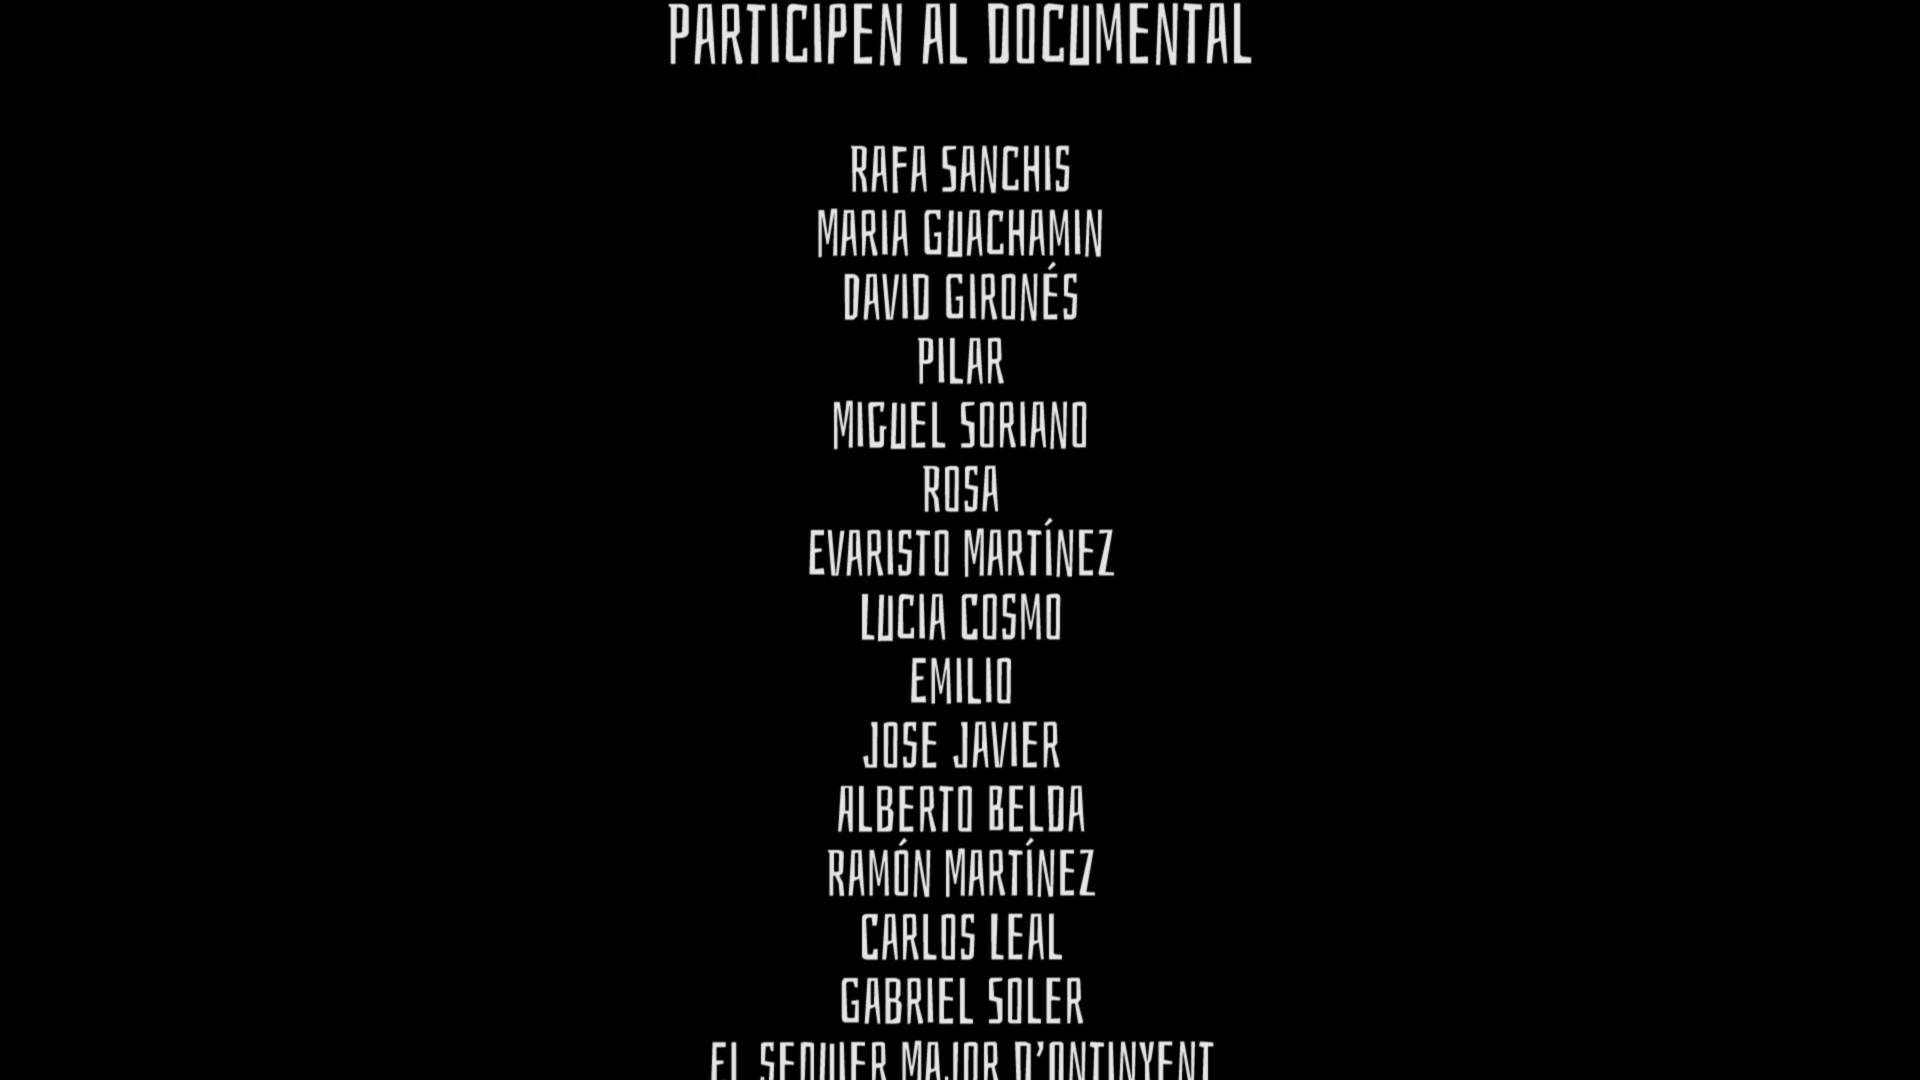 PARTICIPEN AL DOCUMENTAL
RAFA SANCHIS
MARIA GUACHAMIN
DAVID GIRONÉS
PILAR
MIGUEL SORIANO
ROSA
EVARISTO MARTÍNEZ
LUCIA COSMO
EMILIO
JOSE JAVIER
ALBERTO BELDA
RAMÓN MARTÍNEZ
CARLOS LEAL
GABRIEL SOLER
EL SEQUIER MAJOR D'ONTINYENT